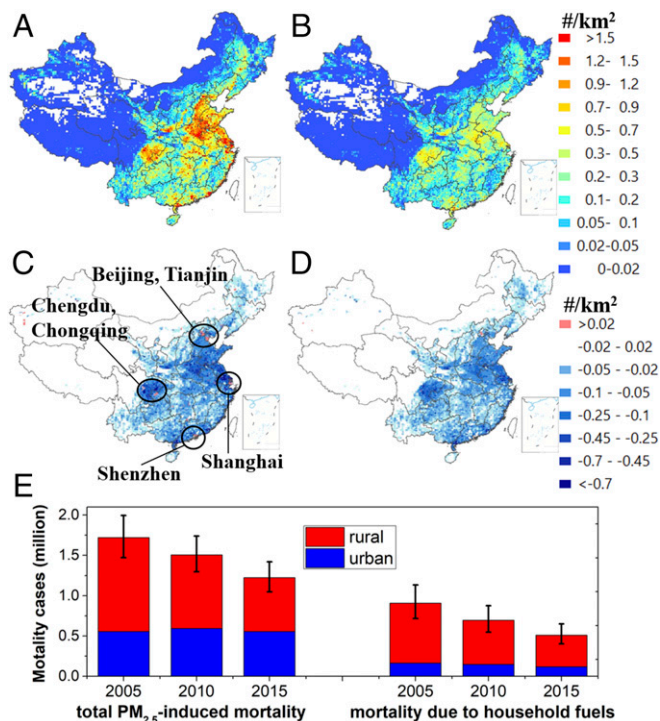 A
B
#/km²
>1.5
1.2- 1.5
0.9- 1.2
0.7- 0.9
0.5- 0.7
0.3- 0.5
0.2- 0.3
0.1- 0.2
0.05- 0.1
0.02-0.05
0-0.02
C
Beijing, Tianjin
Chengdu,
Chongqing
Shenzhen
Shanghai
D
#/km²
>0.02
-0.02 - 0.02
-0.05 - -0.02
-0.1 - -0.05
-0.25 - -0.1
-0.45 - -0.25
-0.7 - -0.45
<-0.7
E
Motality cases (million)
2.0
1.5
1.0
0.5
0.0
rural
urban
2005 2010 2015 2005 2010 2015
total PM2.5-induced mortality mortality due to household fuels